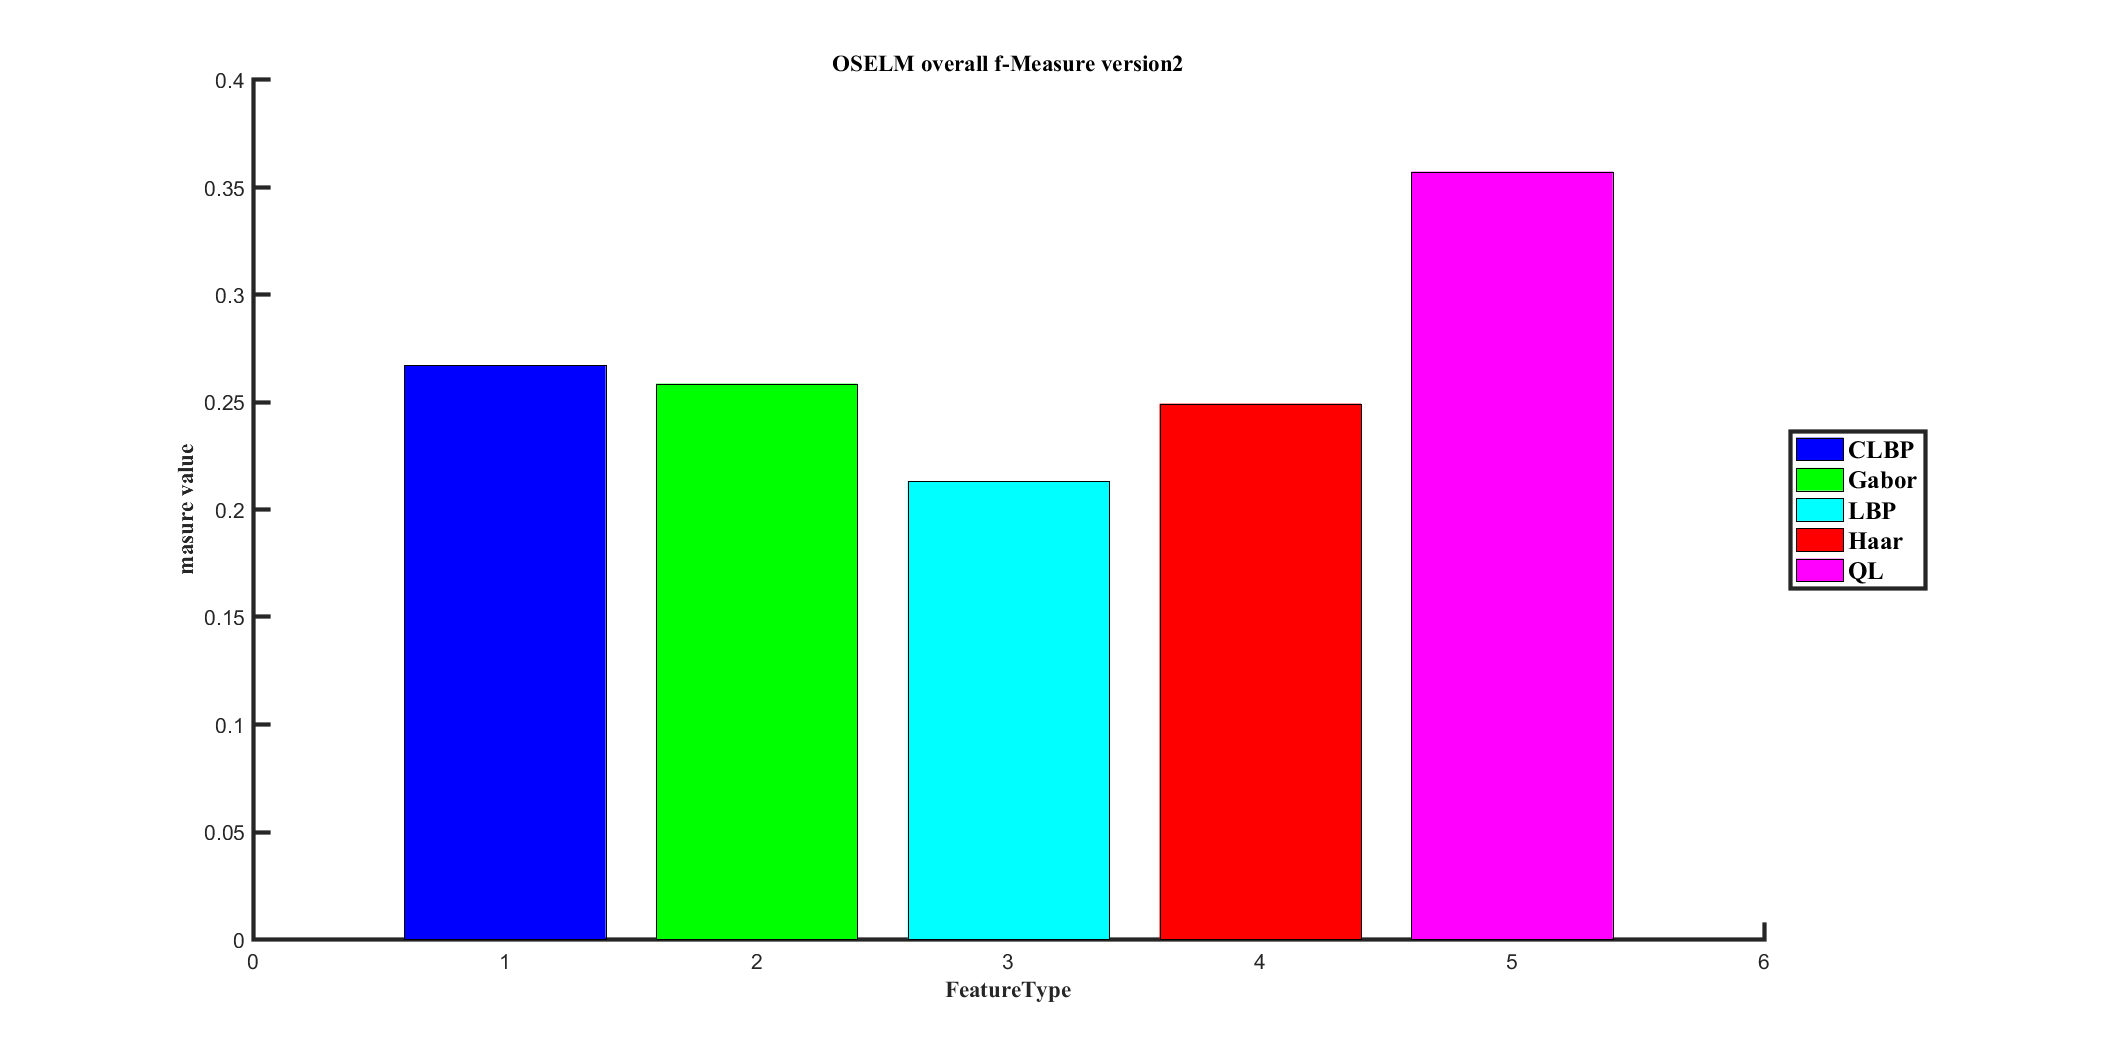 OSELM overall f-Measure version2
0.4
0.35
0.3
0.25
0.2
0.15
0.1
0.05
0
masure value
0 1 2 3 4 5 6
FeatureType
CLBP
Gabor
LBP
Haar
QL